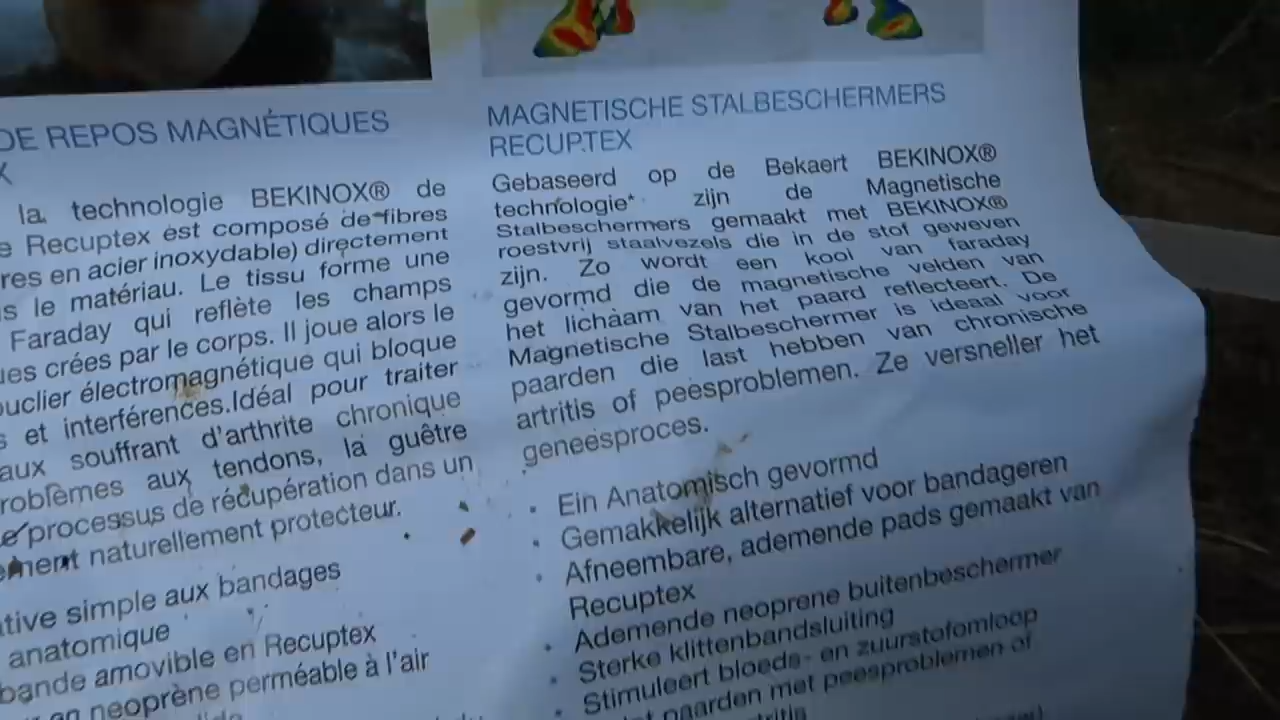 DE REPOS MAGNÉTIQUES
X
la technologie BEKINOX® de
Recuptex est composé de fibres
en acier inoxydable) directement
le matériau. Le tissu forme une
Faraday qui reflète les champs
crées par le corps. Il joue alors le
électromagnétique qui bloque
et interférences.Idéal pour traiter
souffrant d'arthrite chronique
aux tendons, la guêtre
processus de récupération dans un
naturellement protecteur.
simple aux bandages
anatomique
bande amovible en Recuptex
en neoprène perméable à l'air
MAGNETISCHE STALBESCHERMERS
RECUPTEX
Gebaseerd op de Bekaert BEKINOX®
technologie* zijn de Magnetische
Stalbeschermers gemaakt met BEKINOX®
roestvrij staalvezels die in de stof geweven
zijn. Zo wordt een kooi van faraday
gevormd die de magnetische velden van
het lichaam van het paard reflecteert. De
Magnetische Stalbeschermer is ideaal voor
paarden die last hebben van chronische
artritis of peesproblemen. Ze versneller het
geneesproces.
• Ein Anatomisch gevormd
• Gemakkelijk alternatief voor bandageren
• Afneembare, ademende pads gemaakt van
Recuptex
• Ademende neoprene buitenbeschermer
• Sterke klittenbandsluiting
• Stimuleert bloeds- en zuurstofomloop
paarden met peesproblemen of